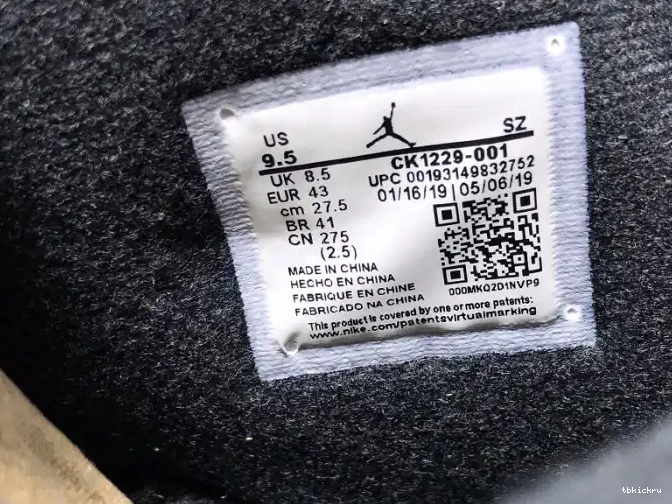 US
9.5
SZ
CK1229-001
UPC 00193149832752
01/16/19 | 05/06/19
UK 8.5
EUR 43
cm 27.5
BR 41
CN 275
(2.5)
MADE IN CHINA
HECHO EN CHINA
FABRIQUE EN CHINE
FABRICADO NA CHINA
000MKQ2D1NVP9
This product is covered by one or more patents:
www.nike.com/patentsvirtualmarking
tbkickru